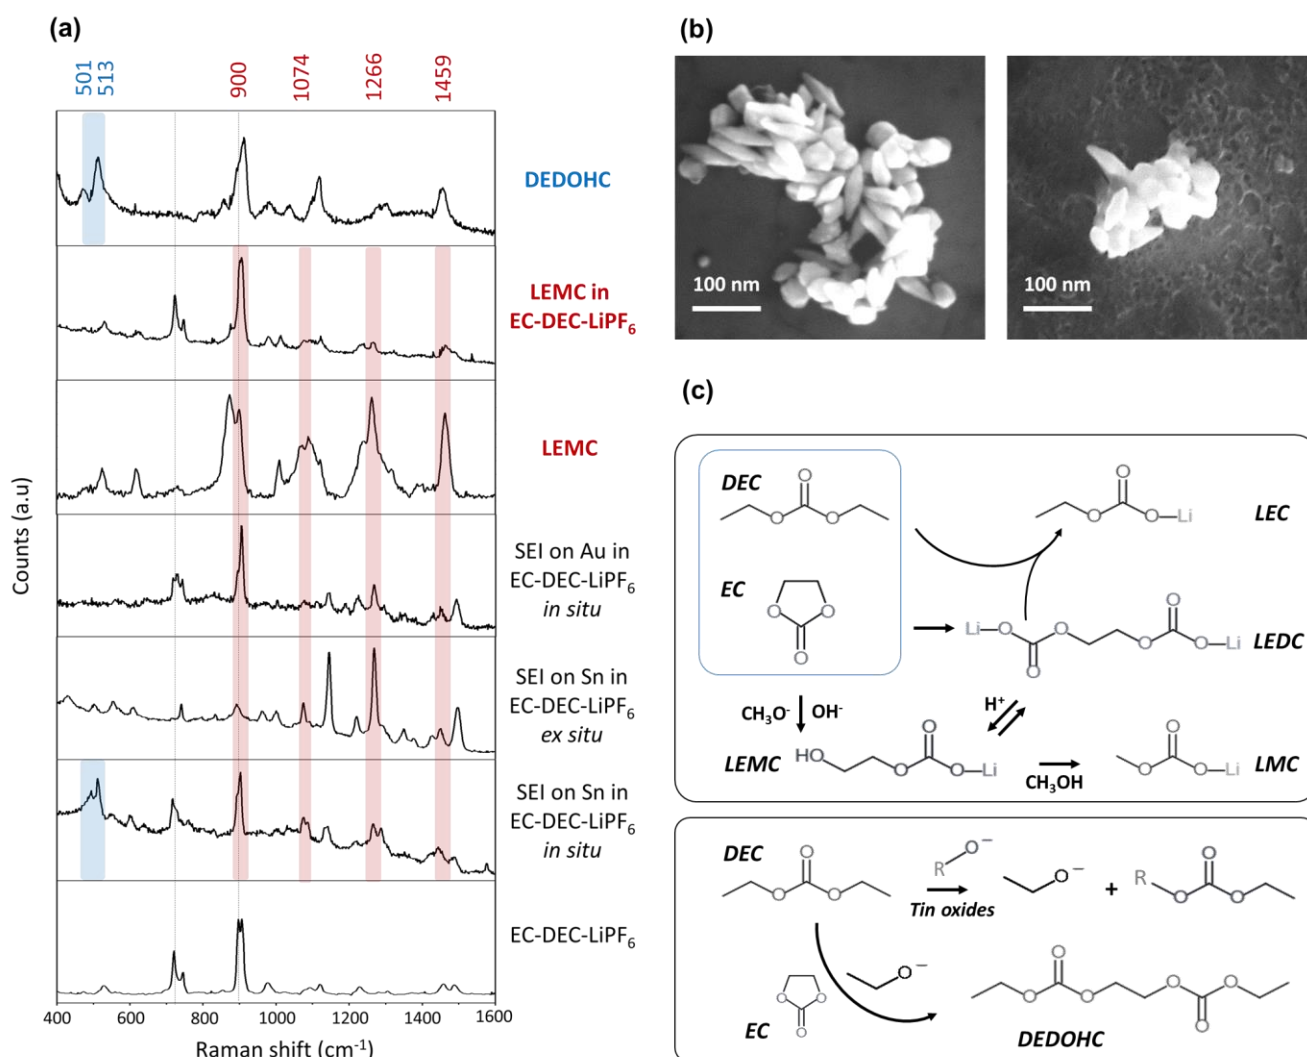 (a)
501
513
900
1074
1266
1459
DEDOHC
LEMC in
EC-DEC-LiPF₆
LEMC
SEI on Au in
EC-DEC-LiPF₆
in situ
SEI on Sn in
EC-DEC-LiPF₆
ex situ
SEI on Sn in
EC-DEC-LiPF₆
in situ
EC-DEC-LiPF₆
Counts (a.u)
400 600 800 1000 1200 1400 1600
Raman shift (cm⁻¹)
(b)
100 nm
100 nm
(c)
DEC
O
O O
O
O O–Li
LEC
EC
O O
O
Li–O O O O–Li
O O
LEDC
CH₃O⁻ OH⁻
H⁺
LEMC
HO O O–Li
O
CH₃OH
O
O O–Li
LMC
DEC
O
O O
R O⁻
Tin oxides
O⁻
+
R O O
O
EC
O O
O
O⁻
O O O O
O O
DEDOHC